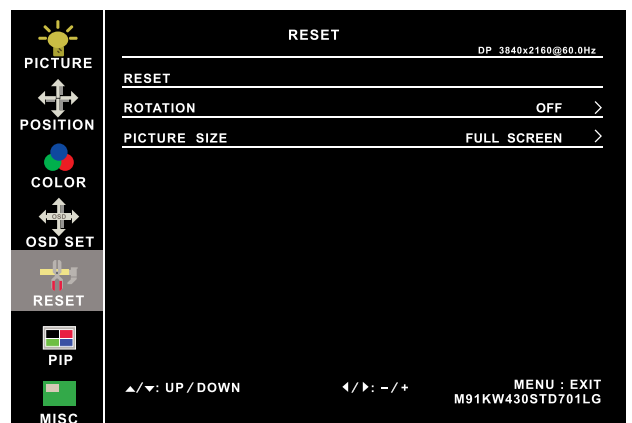 RESET
DP 3840x2160@60.0Hz
PICTURE
POSITION
COLOR
OSD
OSD SET
RESET
PIP
MISC
RESET
ROTATION OFF >
PICTURE SIZE FULL SCREEN >
▲/▼: UP/DOWN ◀/▶: –/+ MENU : EXIT
M91KW430STD701LG